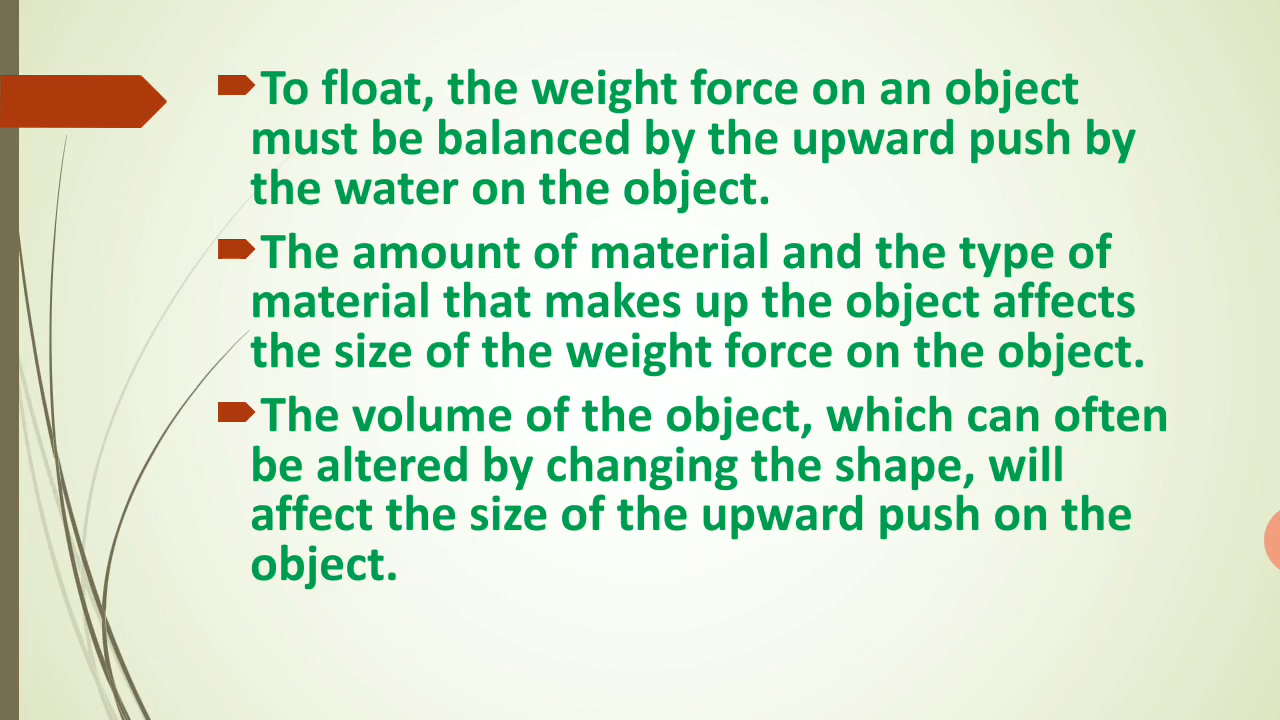 To float, the weight force on an object
must be balanced by the upward push by
the water on the object.
The amount of material and the type of
material that makes up the object affects
the size of the weight force on the object.
The volume of the object, which can often
be altered by changing the shape, will
affect the size of the upward push on the
object.